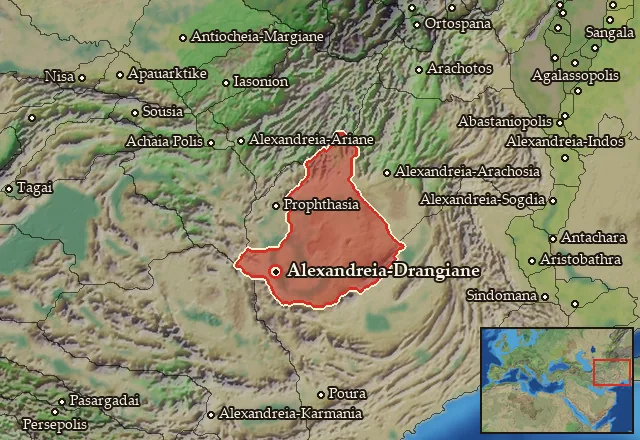 Ortospana
Sangala
Antiocheia-Margiane
Arachotos
Nisa
Apauarktike
Iasonion
Agalassopolis
Sousia
Abastaniopolis
Achaia Polis
Alexandreia-Ariane
Alexandreia-Indos
Alexandreia-Arachosia
Tagai
Alexandreia-Sogdia
Prophthasia
Antachara
Aristobathra
Alexandreia-Drangiane
Sindomana
Poura
Pasargadai
Alexandreia-Karmania
Persepolis